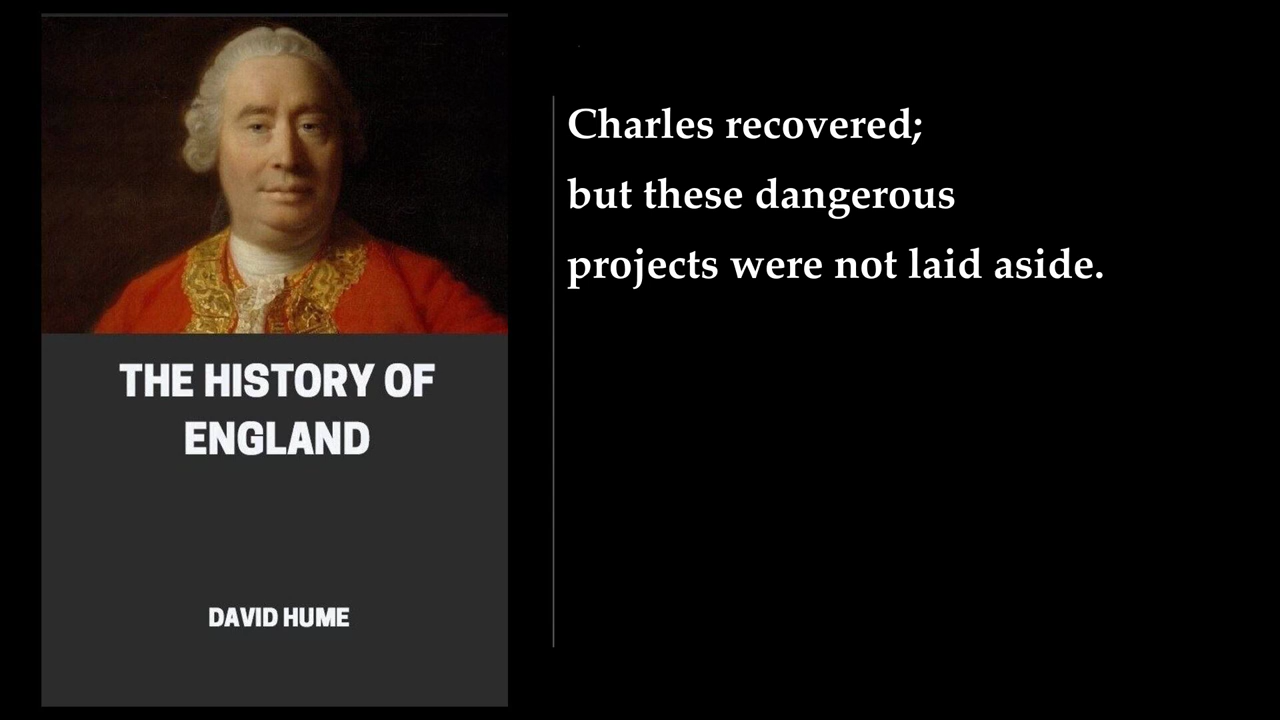 THE HISTORY OF
ENGLAND
DAVID HUME
Charles recovered;
but these dangerous
projects were not laid aside.